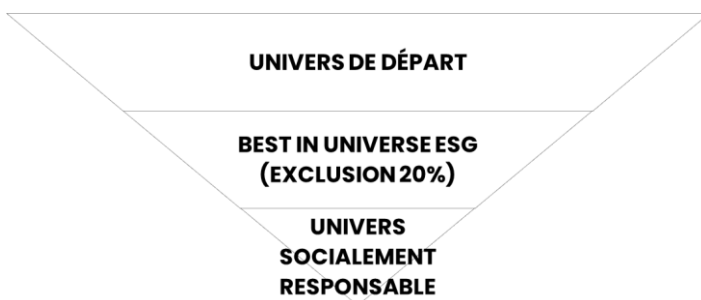 UNIVERS DE DÉPART
BEST IN UNIVERSE ESG
(EXCLUSION 20%)
UNIVERS
SOCIALEMENT
RESPONSABLE